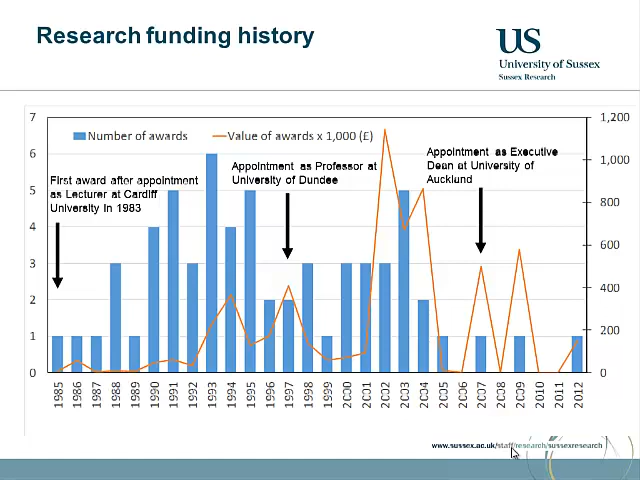 Research funding history
US
University of Sussex
Sussex Research
Number of awards
Value of awards x 1,000 (£)
First award after appointment
as Lecturer at Cardiff
University in 1983
Appointment as Professor at
University of Dundee
Appointment as Executive
Dean at University of
Auckland
7
6
5
4
3
2
1
0
1,200
1,000
800
600
400
200
0
1985
1986
1987
1988
1989
1990
1991
1992
1993
1994
1995
1996
1997
1998
1999
2000
2001
2002
2003
2004
2005
2006
2007
2008
2009
2010
2011
2012
www.sussex.ac.uk/staff/research/sussexresearch